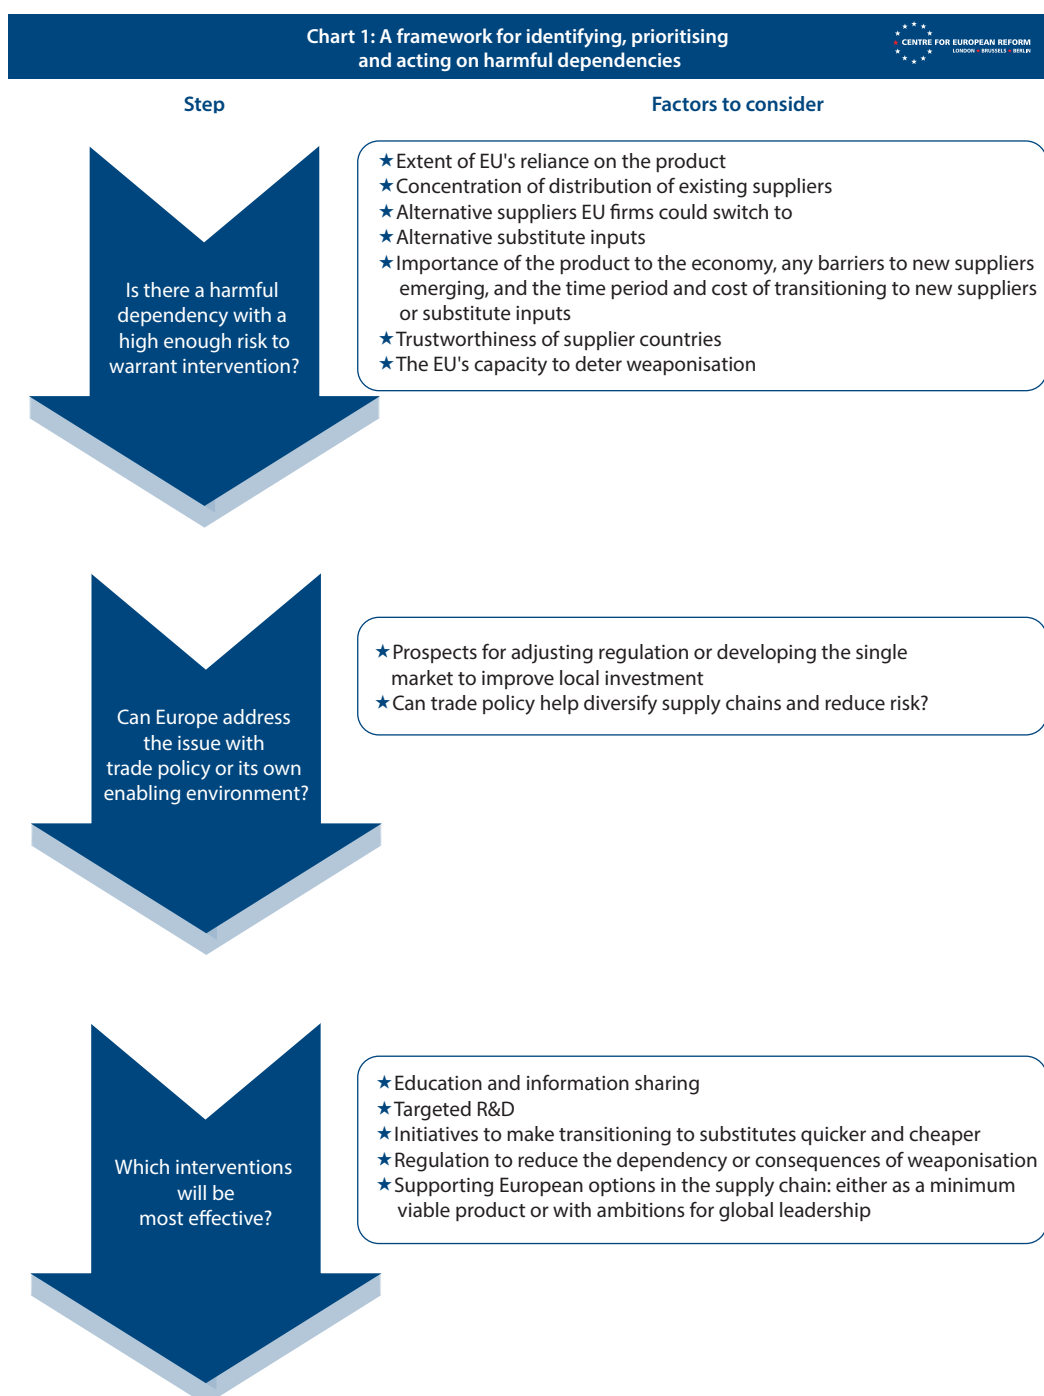 Chart 1: A framework for identifying, prioritising
and acting on harmful dependencies
CENTRE FOR EUROPEAN REFORM
LONDON ★ BRUSSELS ★ BERLIN
Step
Factors to consider
Is there a harmful
dependency with a
high enough risk to
warrant intervention?
★Extent of EU's reliance on the product
★Concentration of distribution of existing suppliers
★Alternative suppliers EU firms could switch to
★Alternative substitute inputs
★Importance of the product to the economy, any barriers to new suppliers
emerging, and the time period and cost of transitioning to new suppliers
or substitute inputs
★Trustworthiness of supplier countries
★The EU's capacity to deter weaponisation
Can Europe address
the issue with
trade policy or its own
enabling environment?
★Prospects for adjusting regulation or developing the single
market to improve local investment
★Can trade policy help diversify supply chains and reduce risk?
Which interventions
will be
most effective?
★Education and information sharing
★Targeted R&D
★Initiatives to make transitioning to substitutes quicker and cheaper
★Regulation to reduce the dependency or consequences of weaponisation
★Supporting European options in the supply chain: either as a minimum
viable product or with ambitions for global leadership